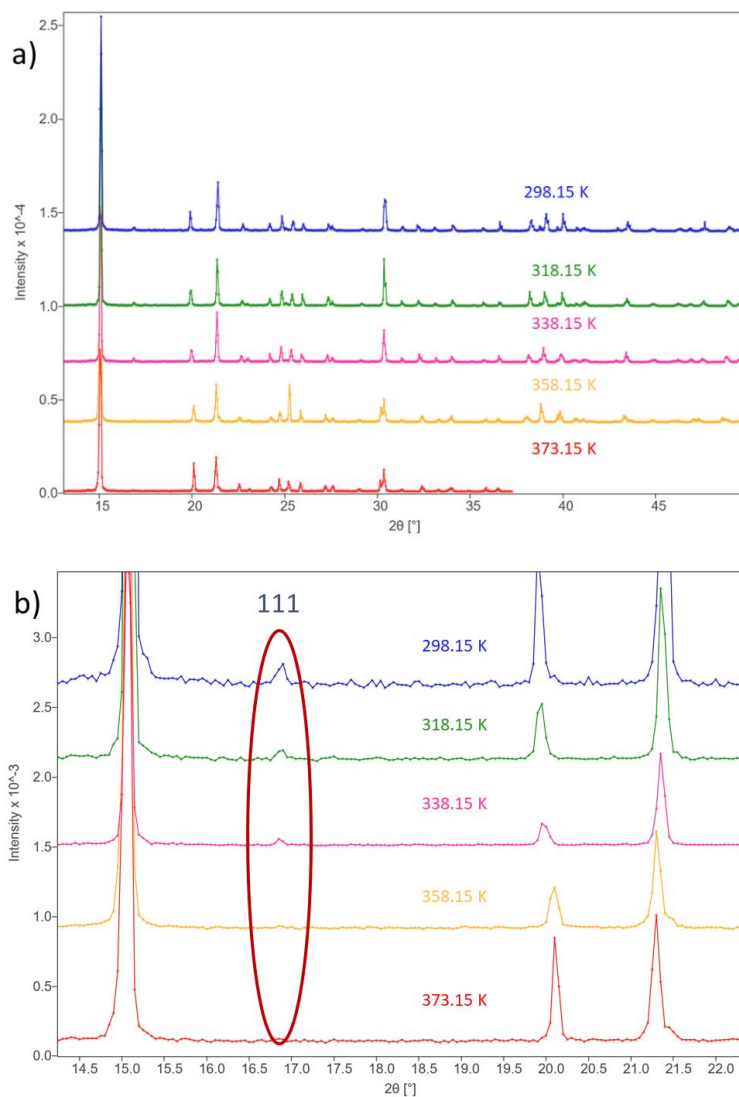 a)
Intensity x 10^-4
2.5
2.0
1.5
1.0
0.5
0.0
298.15 K
318.15 K
338.15 K
358.15 K
373.15 K
15 20 25 30 35 40 45
2θ [°]
b)
111
Intensity x 10^-3
3.0
2.5
2.0
1.5
1.0
0.5
0.0
298.15 K
318.15 K
338.15 K
358.15 K
373.15 K
14.5 15.0 15.5 16.0 16.5 17.0 17.5 18.0 18.5 19.0 19.5 20.0 20.5 21.0 21.5 22.0
2θ [°]